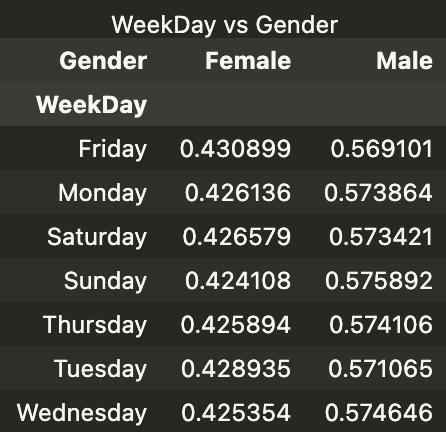 WeekDay vs Gender
Gender Female Male
WeekDay
Friday 0.430899 0.569101
Monday 0.426136 0.573864
Saturday 0.426579 0.573421
Sunday 0.424108 0.575892
Thursday 0.425894 0.574106
Tuesday 0.428935 0.571065
Wednesday 0.425354 0.574646